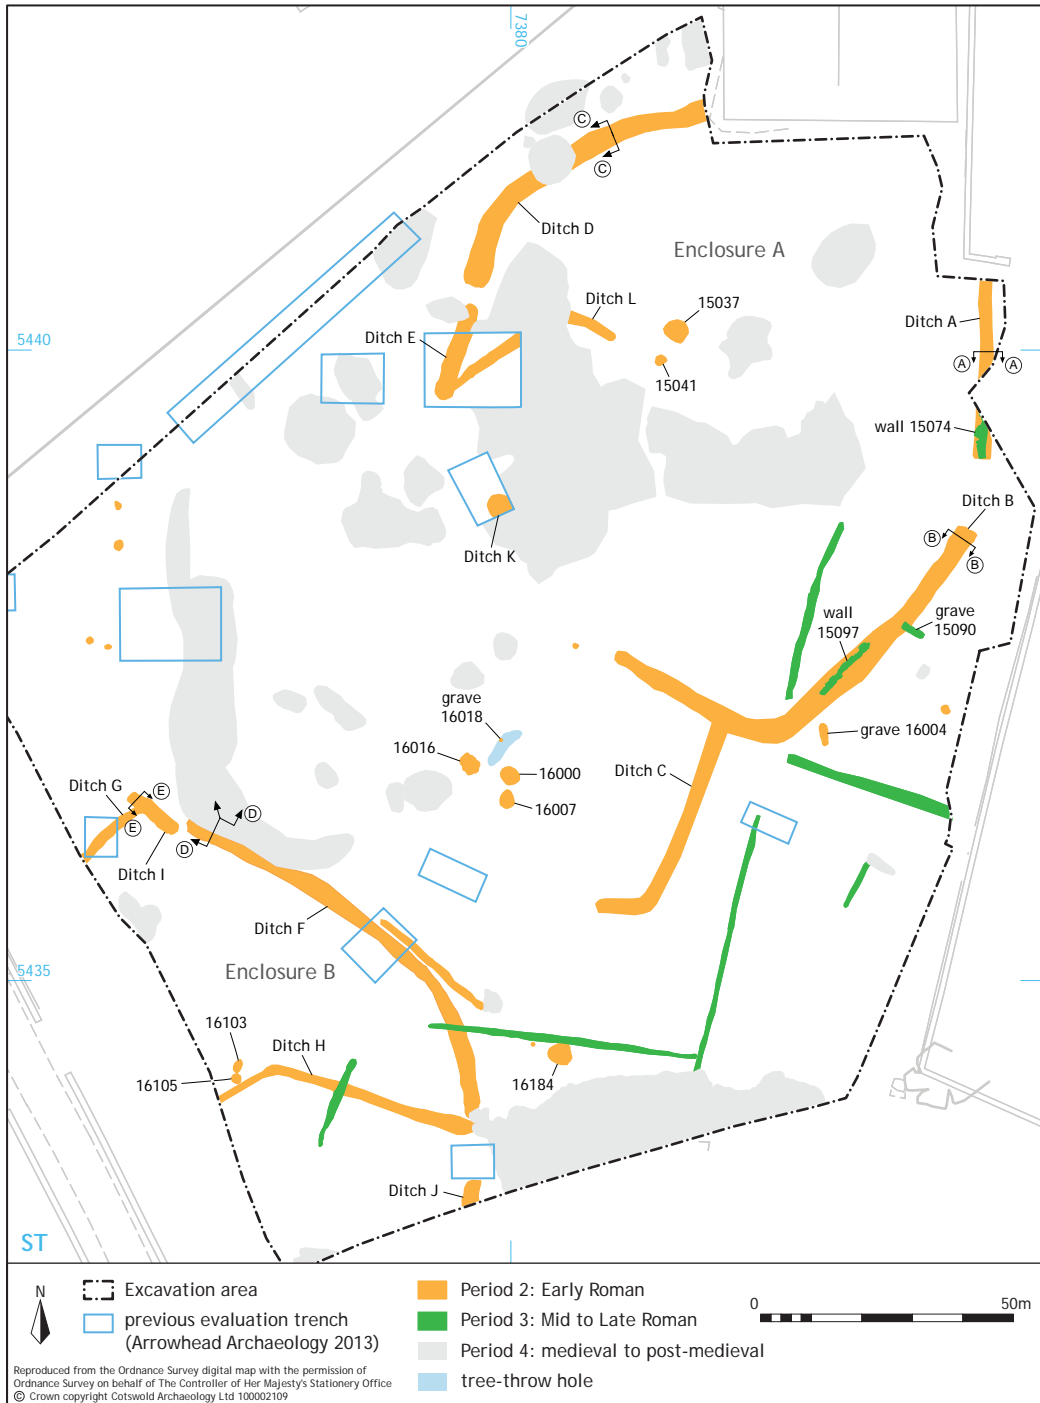 7380
C
C
Ditch D
Enclosure A
Ditch L
15037
Ditch A
5440
Ditch E
15041
A
A
wall 15074
Ditch B
B
B
Ditch K
wall
15097
grave
15090
grave
16018
16016
16000
grave 16004
Ditch C
16007
Ditch G
E
E
D
D
Ditch I
Ditch F
5435
Enclosure B
16103
Ditch H
16105
16184
Ditch J
ST
N
Excavation area
previous evaluation trench
(Arrowhead Archaeology 2013)
Period 2: Early Roman
Period 3: Mid to Late Roman
Period 4: medieval to post-medieval
tree-throw hole
0
50m
Reproduced from the Ordnance Survey digital map with the permission of
Ordnance Survey on behalf of The Controller of Her Majesty's Stationery Office
© Crown copyright Cotswold Archaeology Ltd 100002109